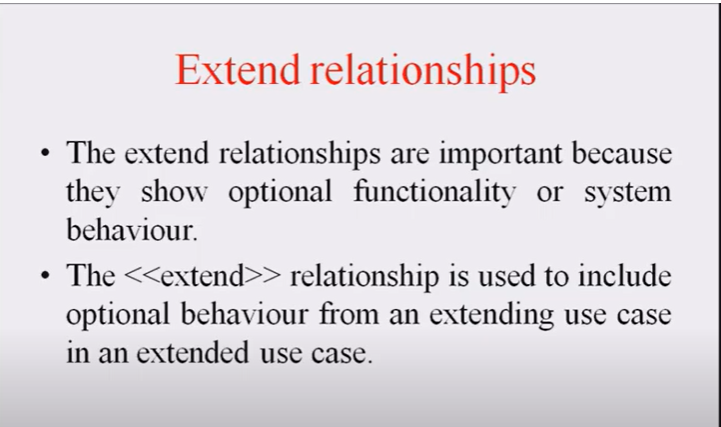 Extend relationships
• The extend relationships are important because
they show optional functionality or system
behaviour.
• The <<extend>> relationship is used to include
optional behaviour from an extending use case
in an extended use case.